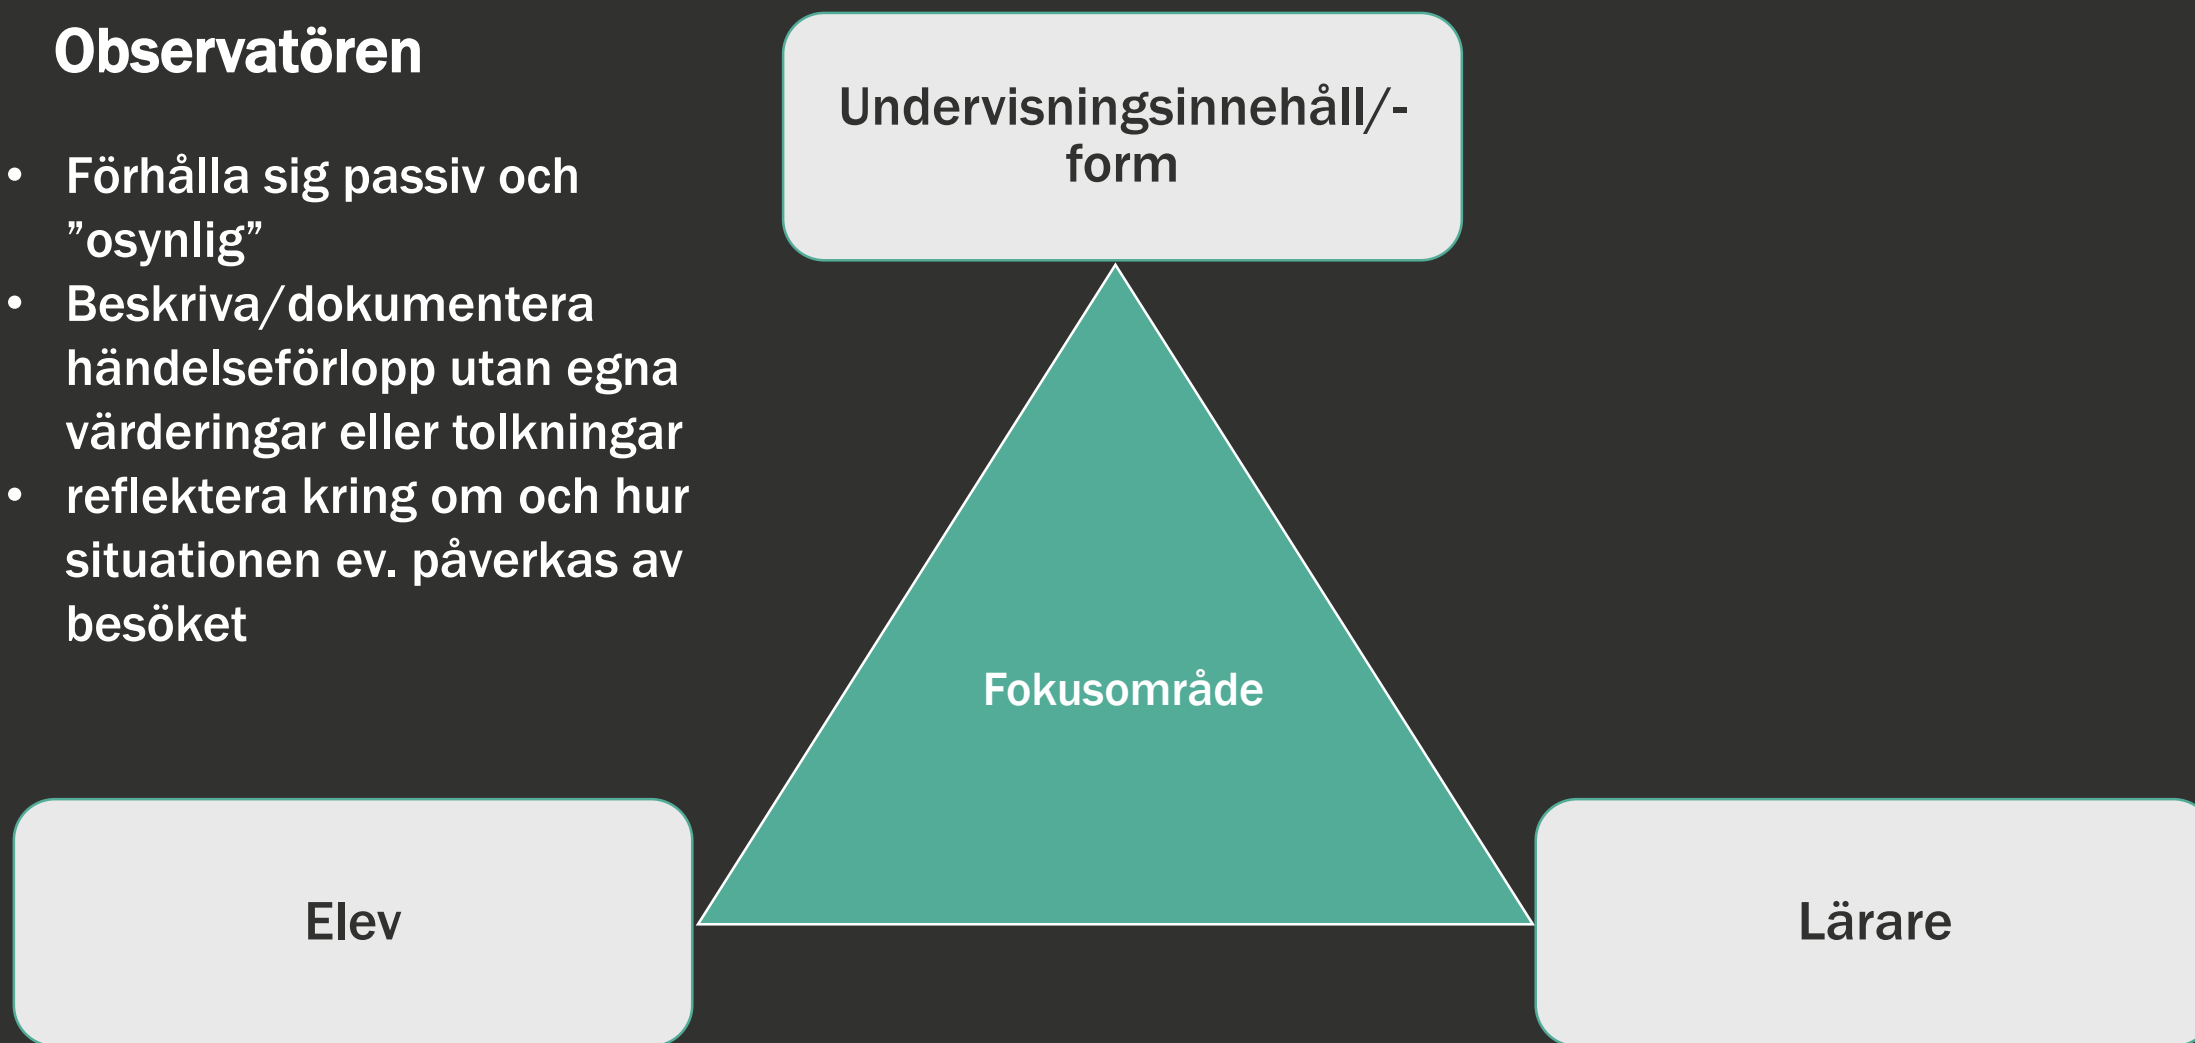 Observatören
• Förhålla sig passiv och
”osynlig”
• Beskriva/dokumentera
händelseförlopp utan egna
värderingar eller tolkningar
• reflektera kring om och hur
situationen ev. påverkas av
besöket
Undervisningsinnehåll/-
form
Fokusområde
Elev
Lärare